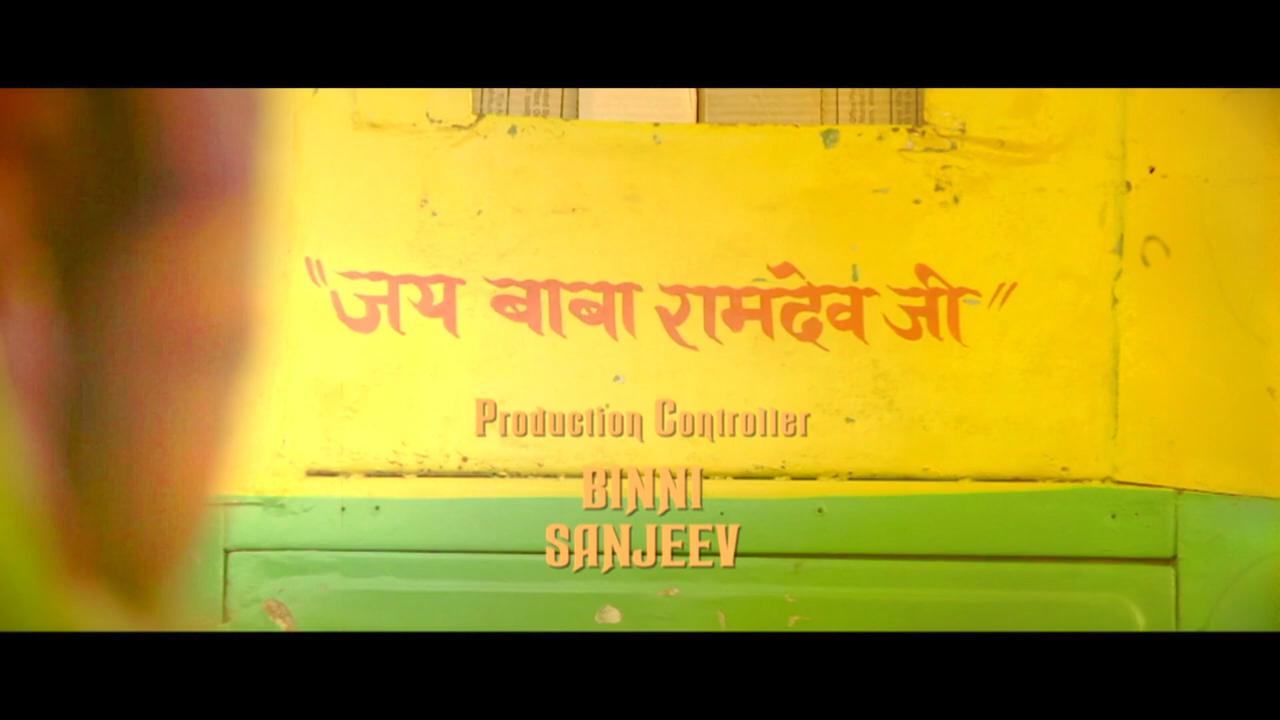 "जय बाबा रामदेव जी"
Production Controller
BINNI
SANJEEV